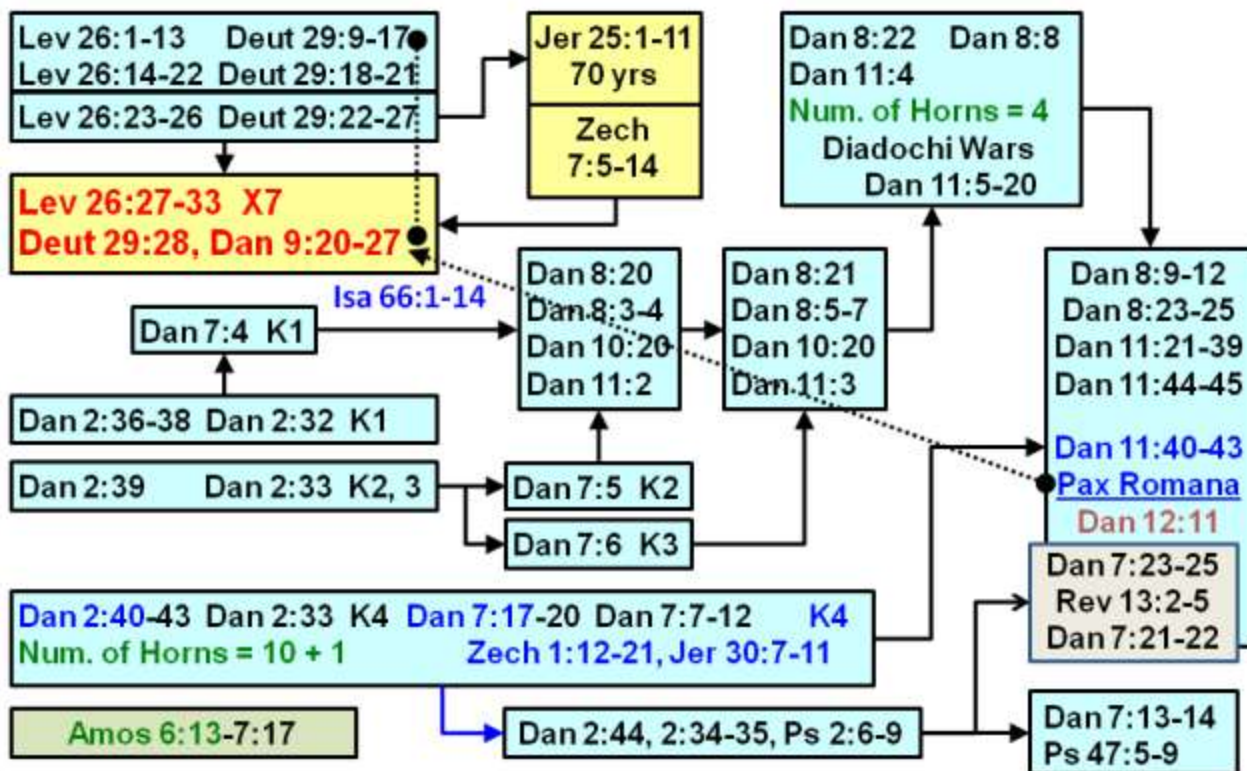 Lev 26:1-13 Deut 29:9-17
Lev 26:14-22 Deut 29:18-21
Lev 26:23-26 Deut 29:22-27
Jer 25:1-11
70 yrs
Zech
7:5-14
Dan 8:22 Dan 8:8
Dan 11:4
Num. of Horns = 4
Diadochi Wars
Dan 11:5-20
Lev 26:27-33 X7
Deut 29:28, Dan 9:20-27
Isa 66:1-14
Dan 7:4 K1
Dan 8:20
Dan 8:3-4
Dan 10:20
Dan 11:2
Dan 8:21
Dan 8:5-7
Dan 10:20
Dan 11:3
Dan 8:9-12
Dan 8:23-25
Dan 11:21-39
Dan 11:44-45
Dan 11:40-43
Pax Romana
Dan 12:11
Dan 2:36-38 Dan 2:32 K1
Dan 2:39 Dan 2:33 K2, 3
Dan 7:5 K2
Dan 7:6 K3
Dan 7:23-25
Rev 13:2-5
Dan 7:21-22
Dan 2:40-43 Dan 2:33 K4 Dan 7:17-20 Dan 7:7-12 K4
Num. of Horns = 10 + 1 Zech 1:12-21, Jer 30:7-11
Amos 6:13-7:17
Dan 2:44, 2:34-35, Ps 2:6-9
Dan 7:13-14
Ps 47:5-9